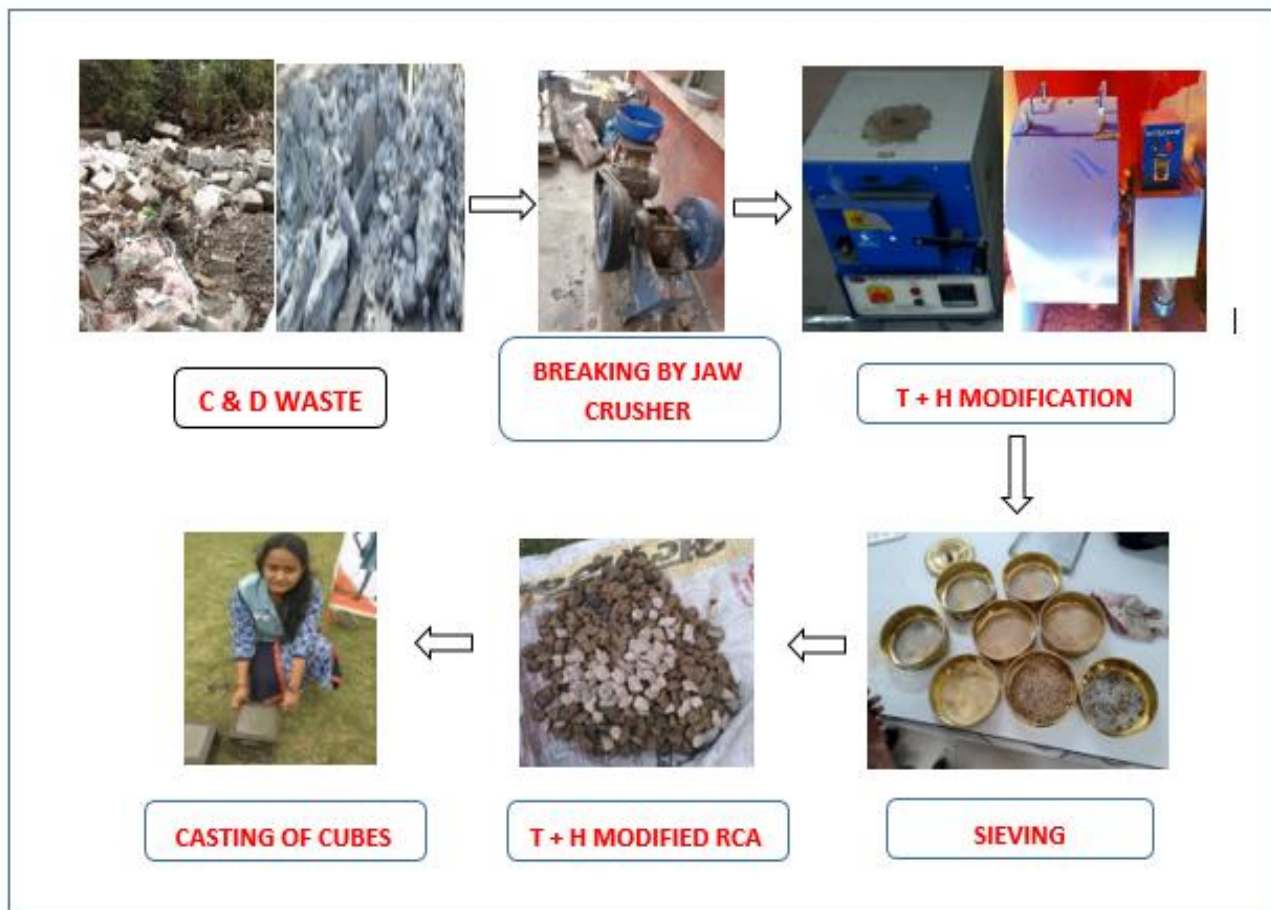 C & D WASTE
BREAKING BY JAW
CRUSHER
T + H MODIFICATION
CASTING OF CUBES
T + H MODIFIED RCA
SIEVING